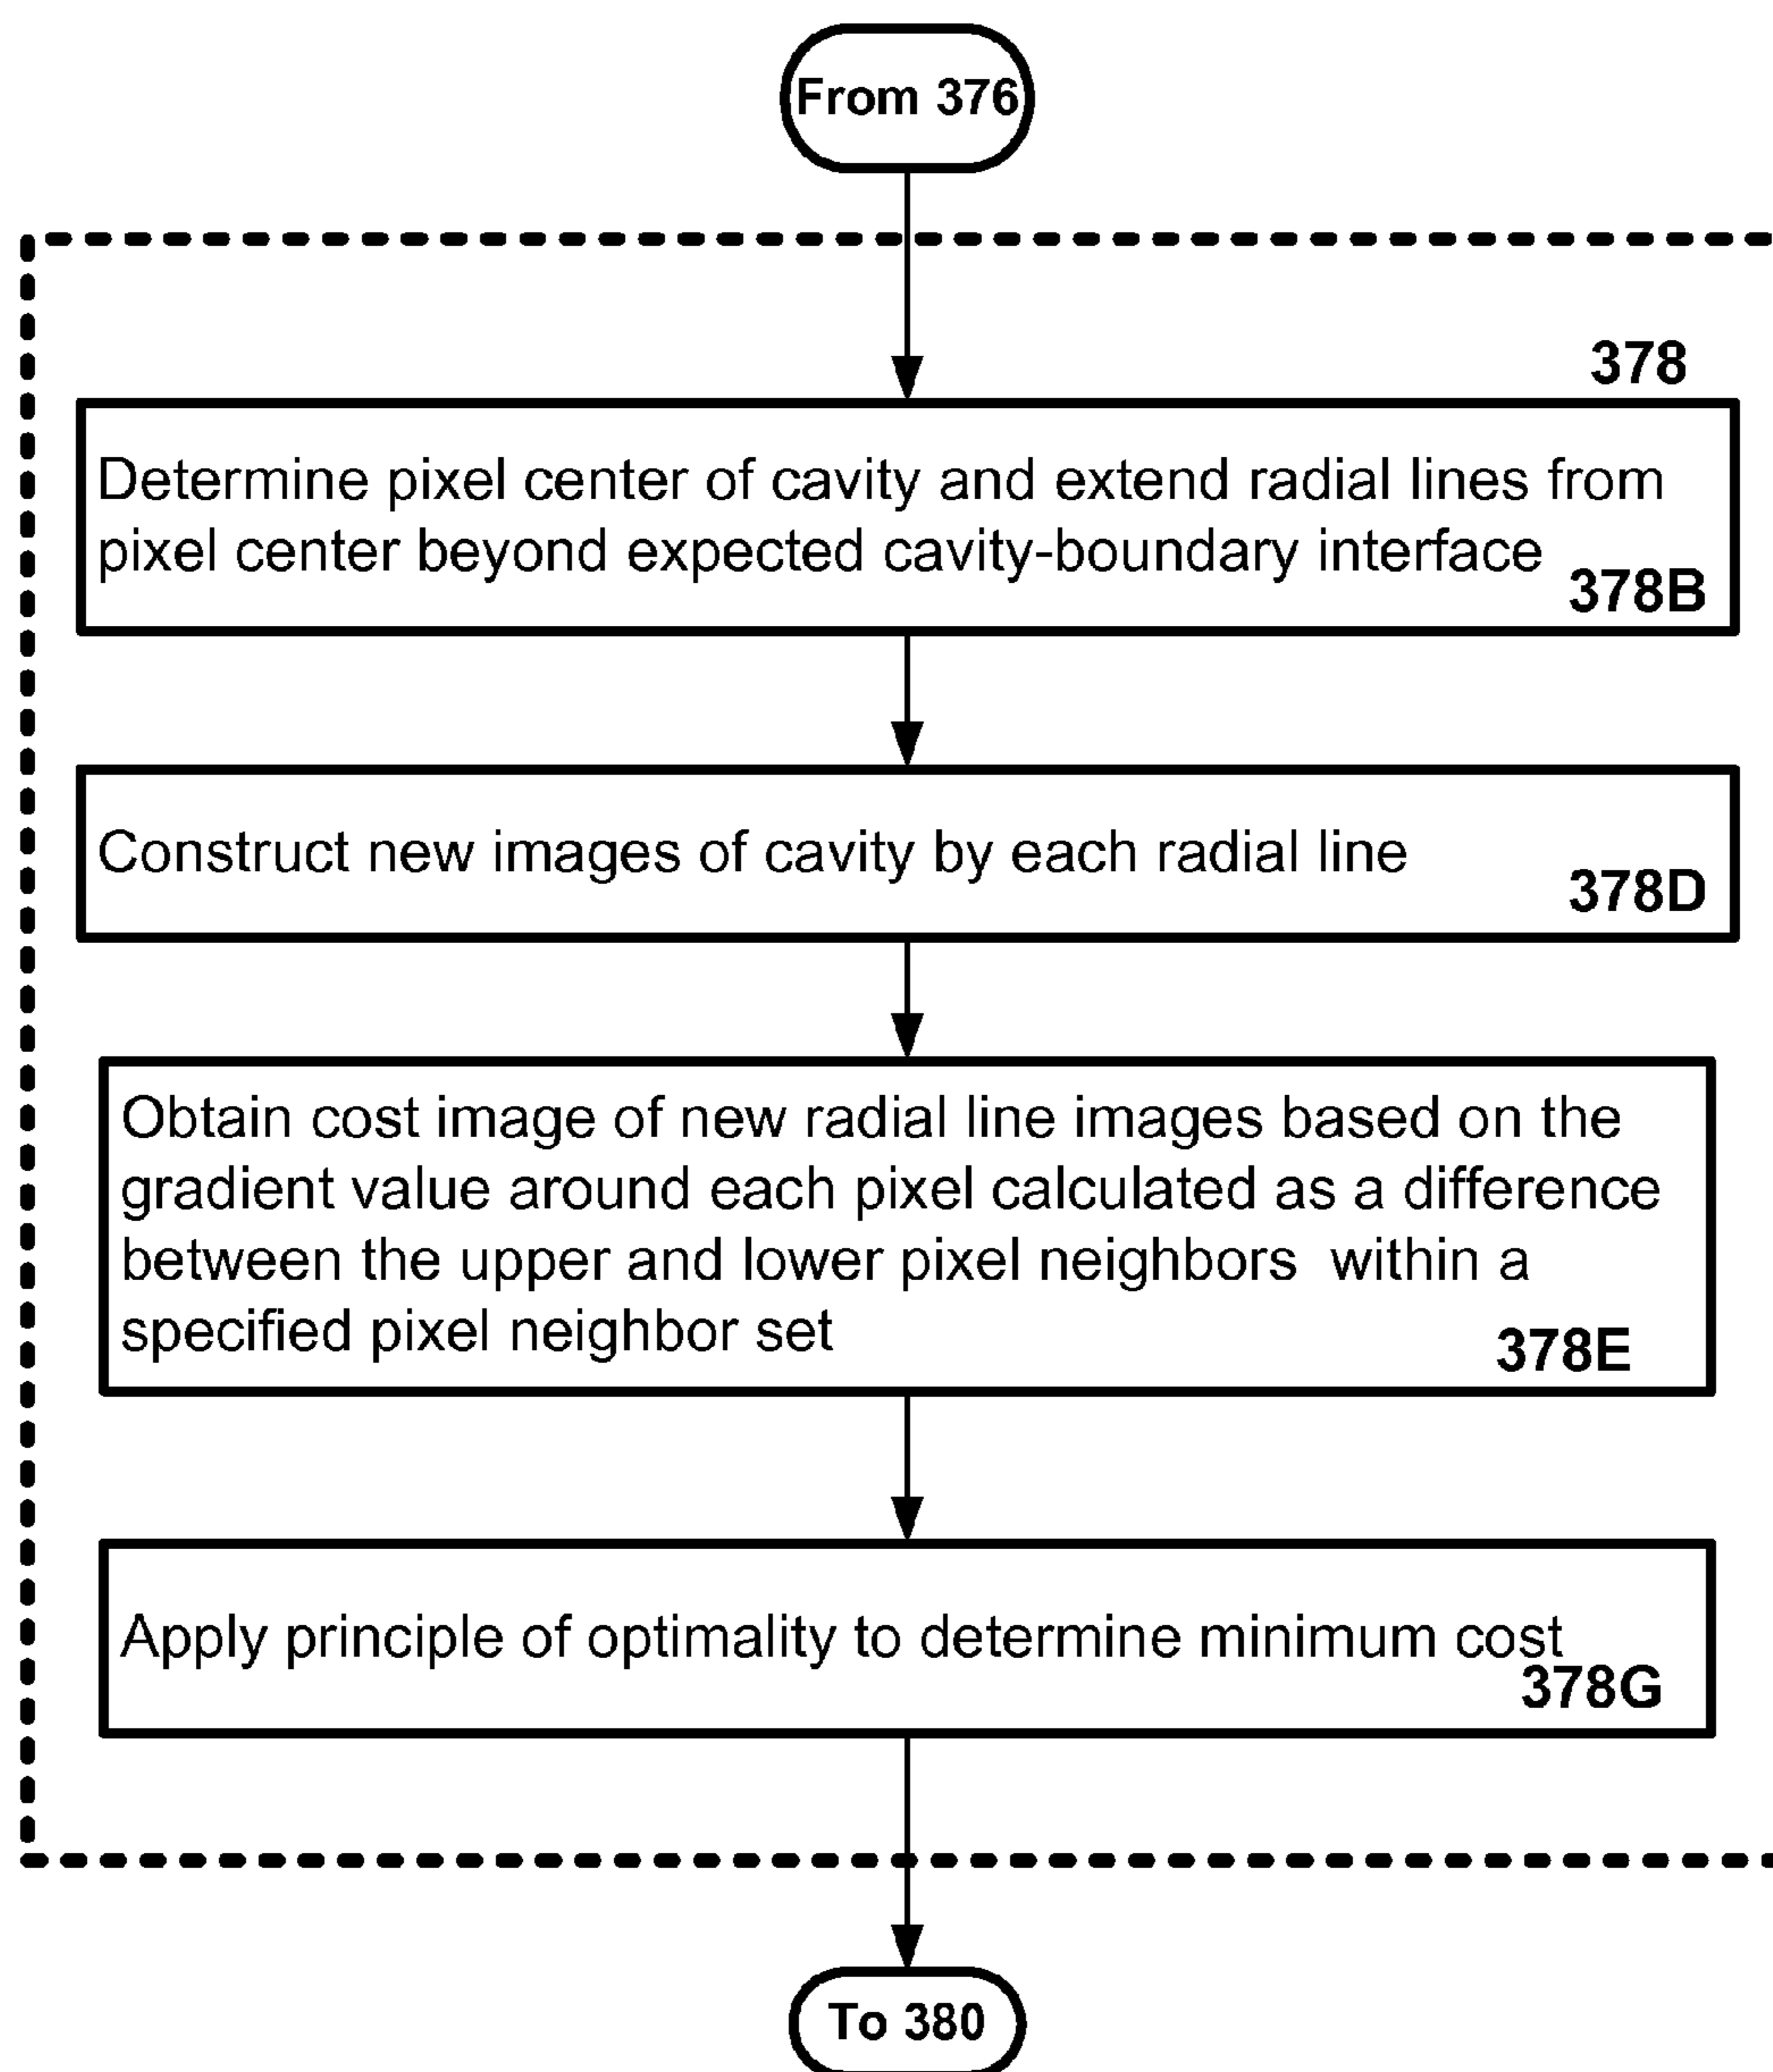 From 376
378
Determine pixel center of cavity and extend radial lines from
pixel center beyond expected cavity-boundary interface
378B
Construct new images of cavity by each radial line
378D
Obtain cost image of new radial line images based on the
gradient value around each pixel calculated as a difference
between the upper and lower pixel neighbors within a
specified pixel neighbor set
378E
Apply principle of optimality to determine minimum cost
378G
To 380